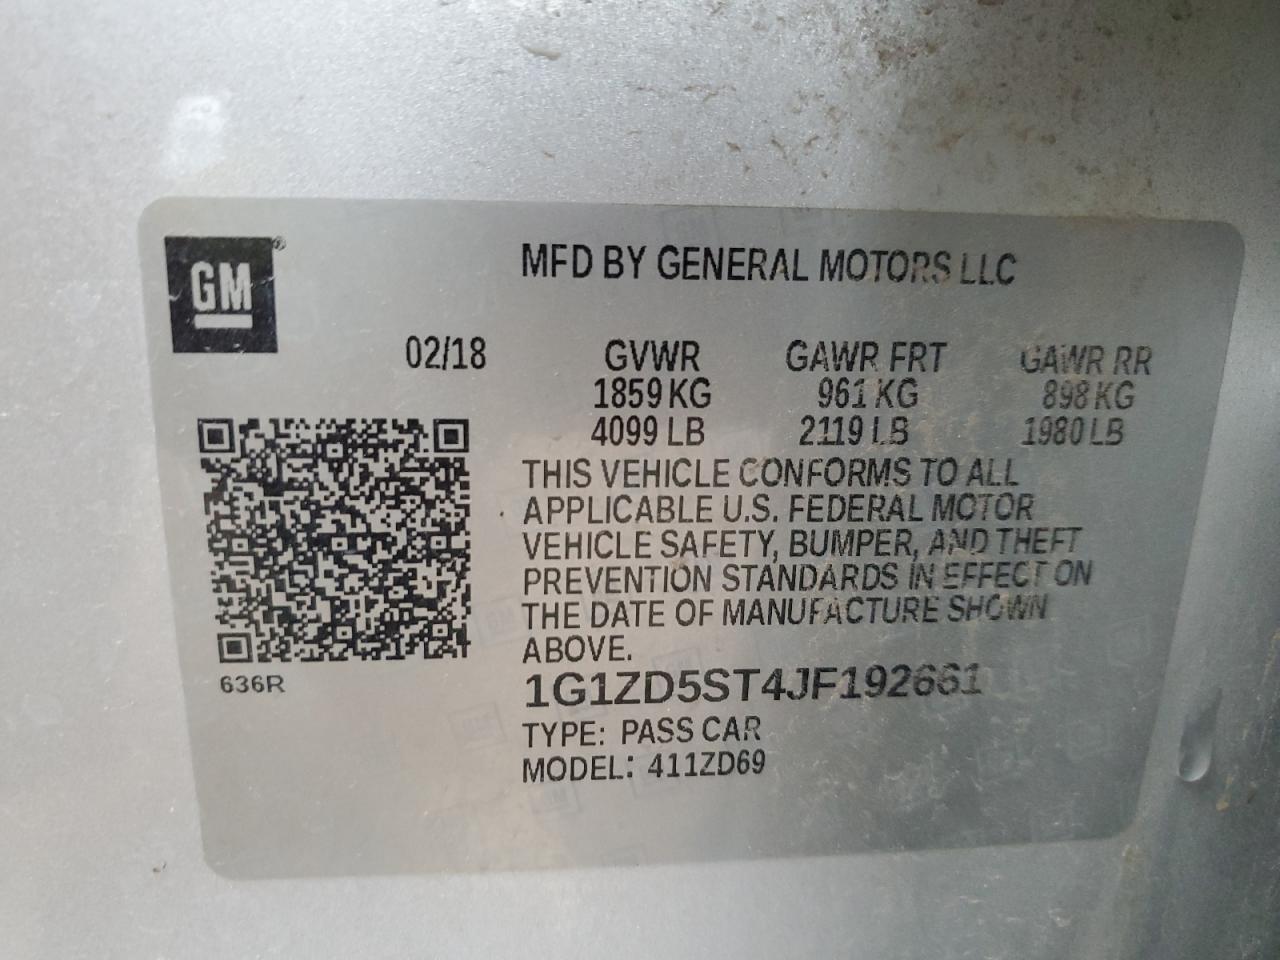 GM®
MFD BY GENERAL MOTORS LLC
02/18 GVWR GAWR FRT GAWR RR
1859 KG 961 KG 898 KG
4099 LB 2119 LB 1980 LB
THIS VEHICLE CONFORMS TO ALL
APPLICABLE U.S. FEDERAL MOTOR
VEHICLE SAFETY, BUMPER, AND THEFT
PREVENTION STANDARDS IN EFFECT ON
THE DATE OF MANUFACTURE SHOWN
ABOVE.
636R
1G1ZD5ST4JF192661
TYPE: PASS CAR
MODEL: 411ZD69